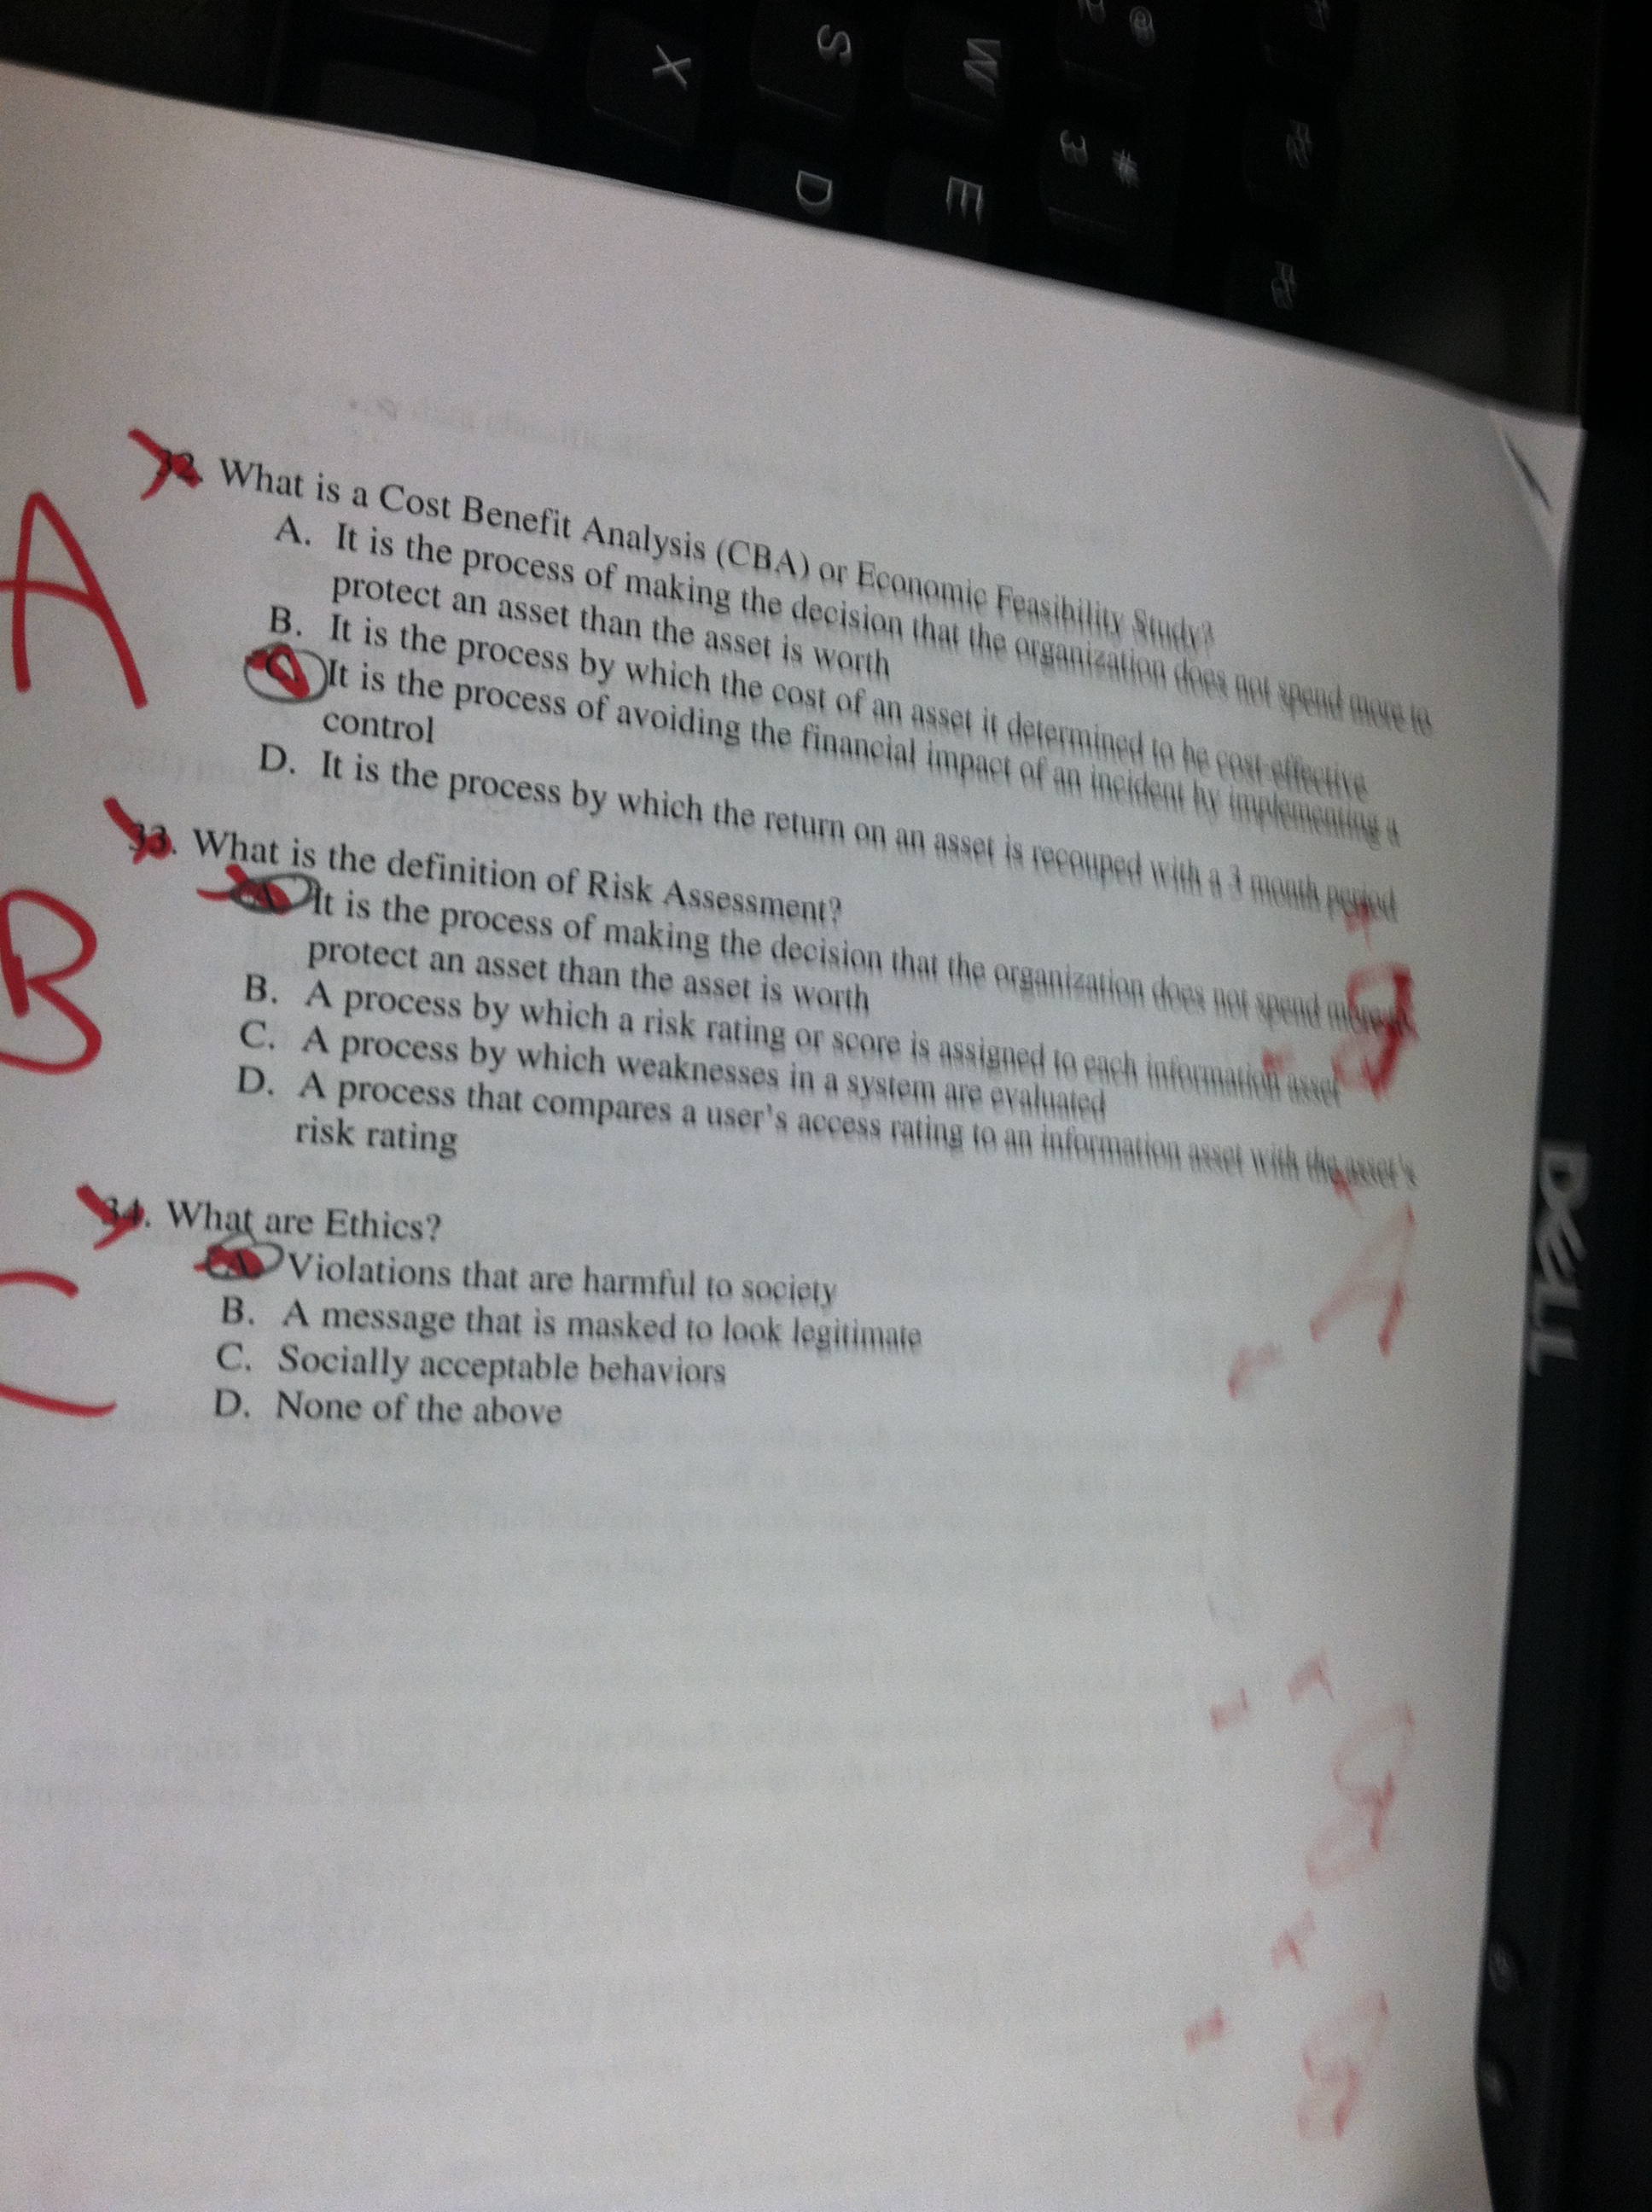 X
S
W
@
2
D
E
3
#
A
32. What is a Cost Benefit Analysis (CBA) or Economic Feasibility Study?
A. It is the process of making the decision that the organization does not spend more to
protect an asset than the asset is worth
B. It is the process by which the cost of an asset it determined to be cost-effective
C. It is the process of avoiding the financial impact of an incident by implementing a
control
D. It is the process by which the return on an asset is recouped with a 3 month period
B
33. What is the definition of Risk Assessment?
A. It is the process of making the decision that the organization does not spend more to
protect an asset than the asset is worth
B. A process by which a risk rating or score is assigned to each information asset
C. A process by which weaknesses in a system are evaluated
D. A process that compares a user's access rating to an information asset with the asset's
risk rating
C
34. What are Ethics?
A. Violations that are harmful to society
B. A message that is masked to look legitimate
C. Socially acceptable behaviors
D. None of the above
DELL